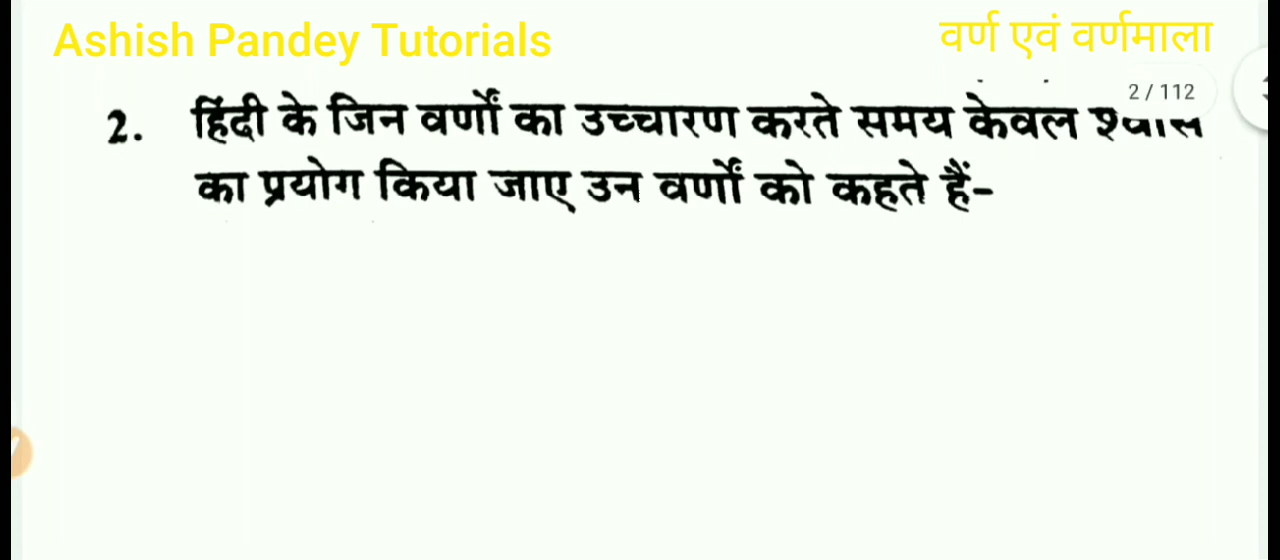 Ashish Pandey Tutorials
वर्ण एवं वर्णमाला
2 / 112
2. हिंदी के जिन वर्णों का उच्चारण करते समय केवल श्वास
का प्रयोग किया जाए उन वर्णों को कहते हैं-